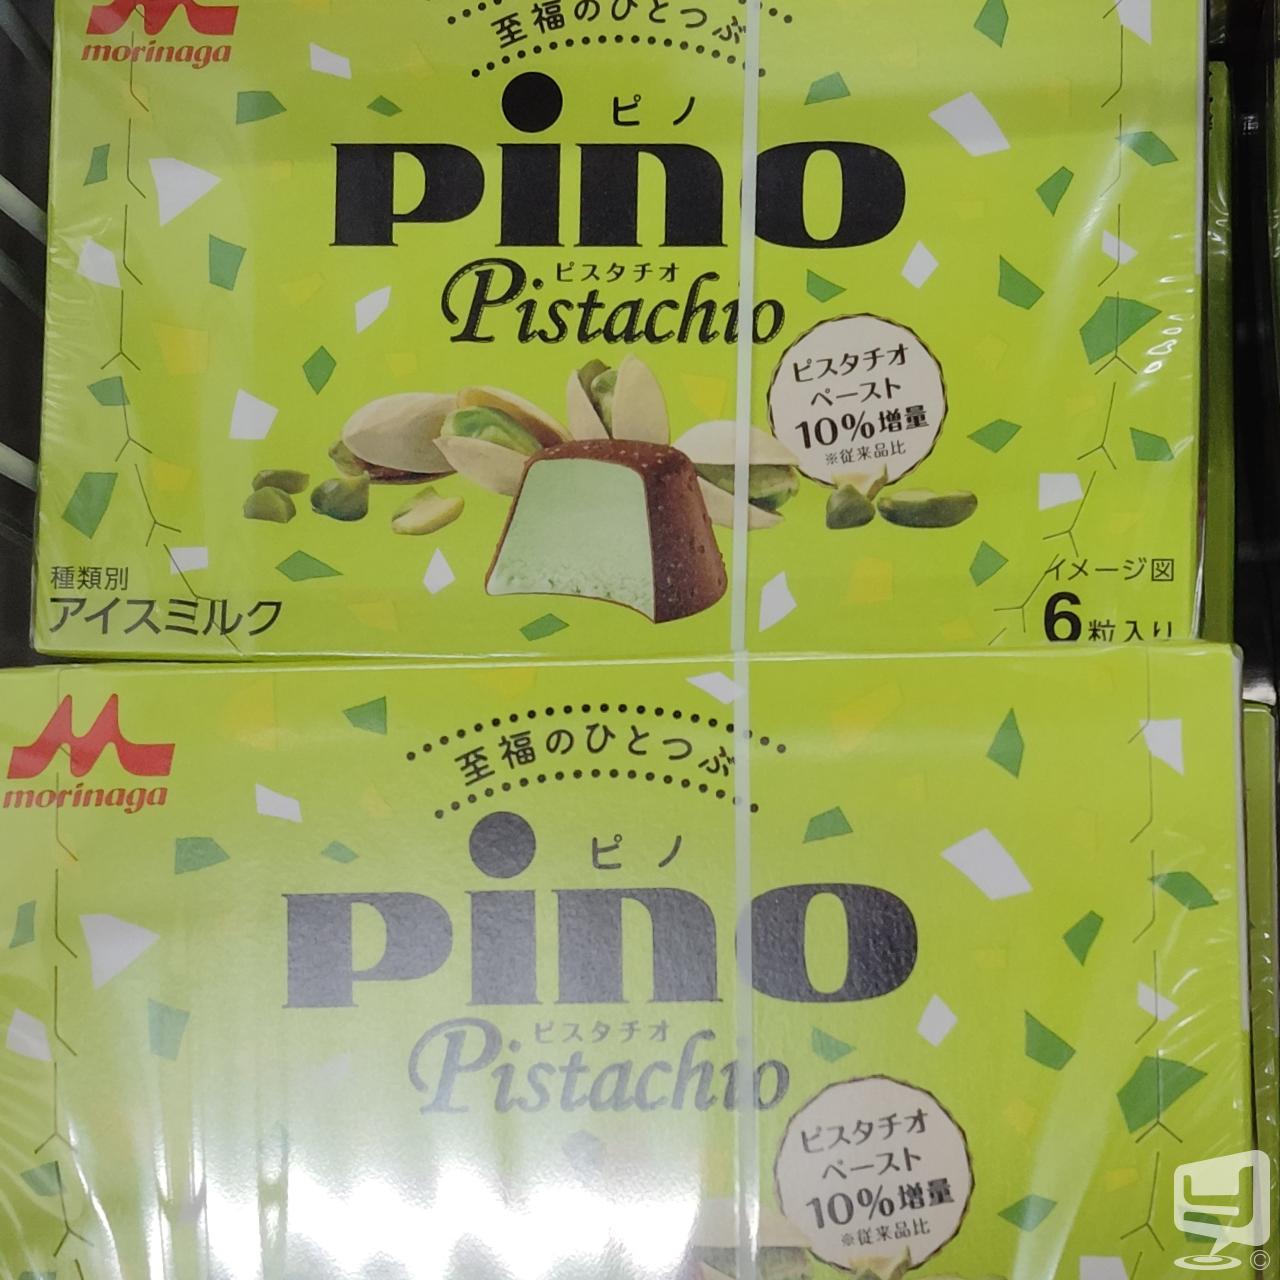 morinaga
至福のひとつぶ
ピノ
pino
ピスタチオ
Pistachio
ピスタチオ
ペースト
10%増量
※従来品比
種類別
アイスミルク
イメージ図
6粒入り
morinaga
至福のひとつぶ
ピノ
pino
ピスタチオ
Pistachio
ピスタチオ
ペースト
10%増量
※従来品比
©